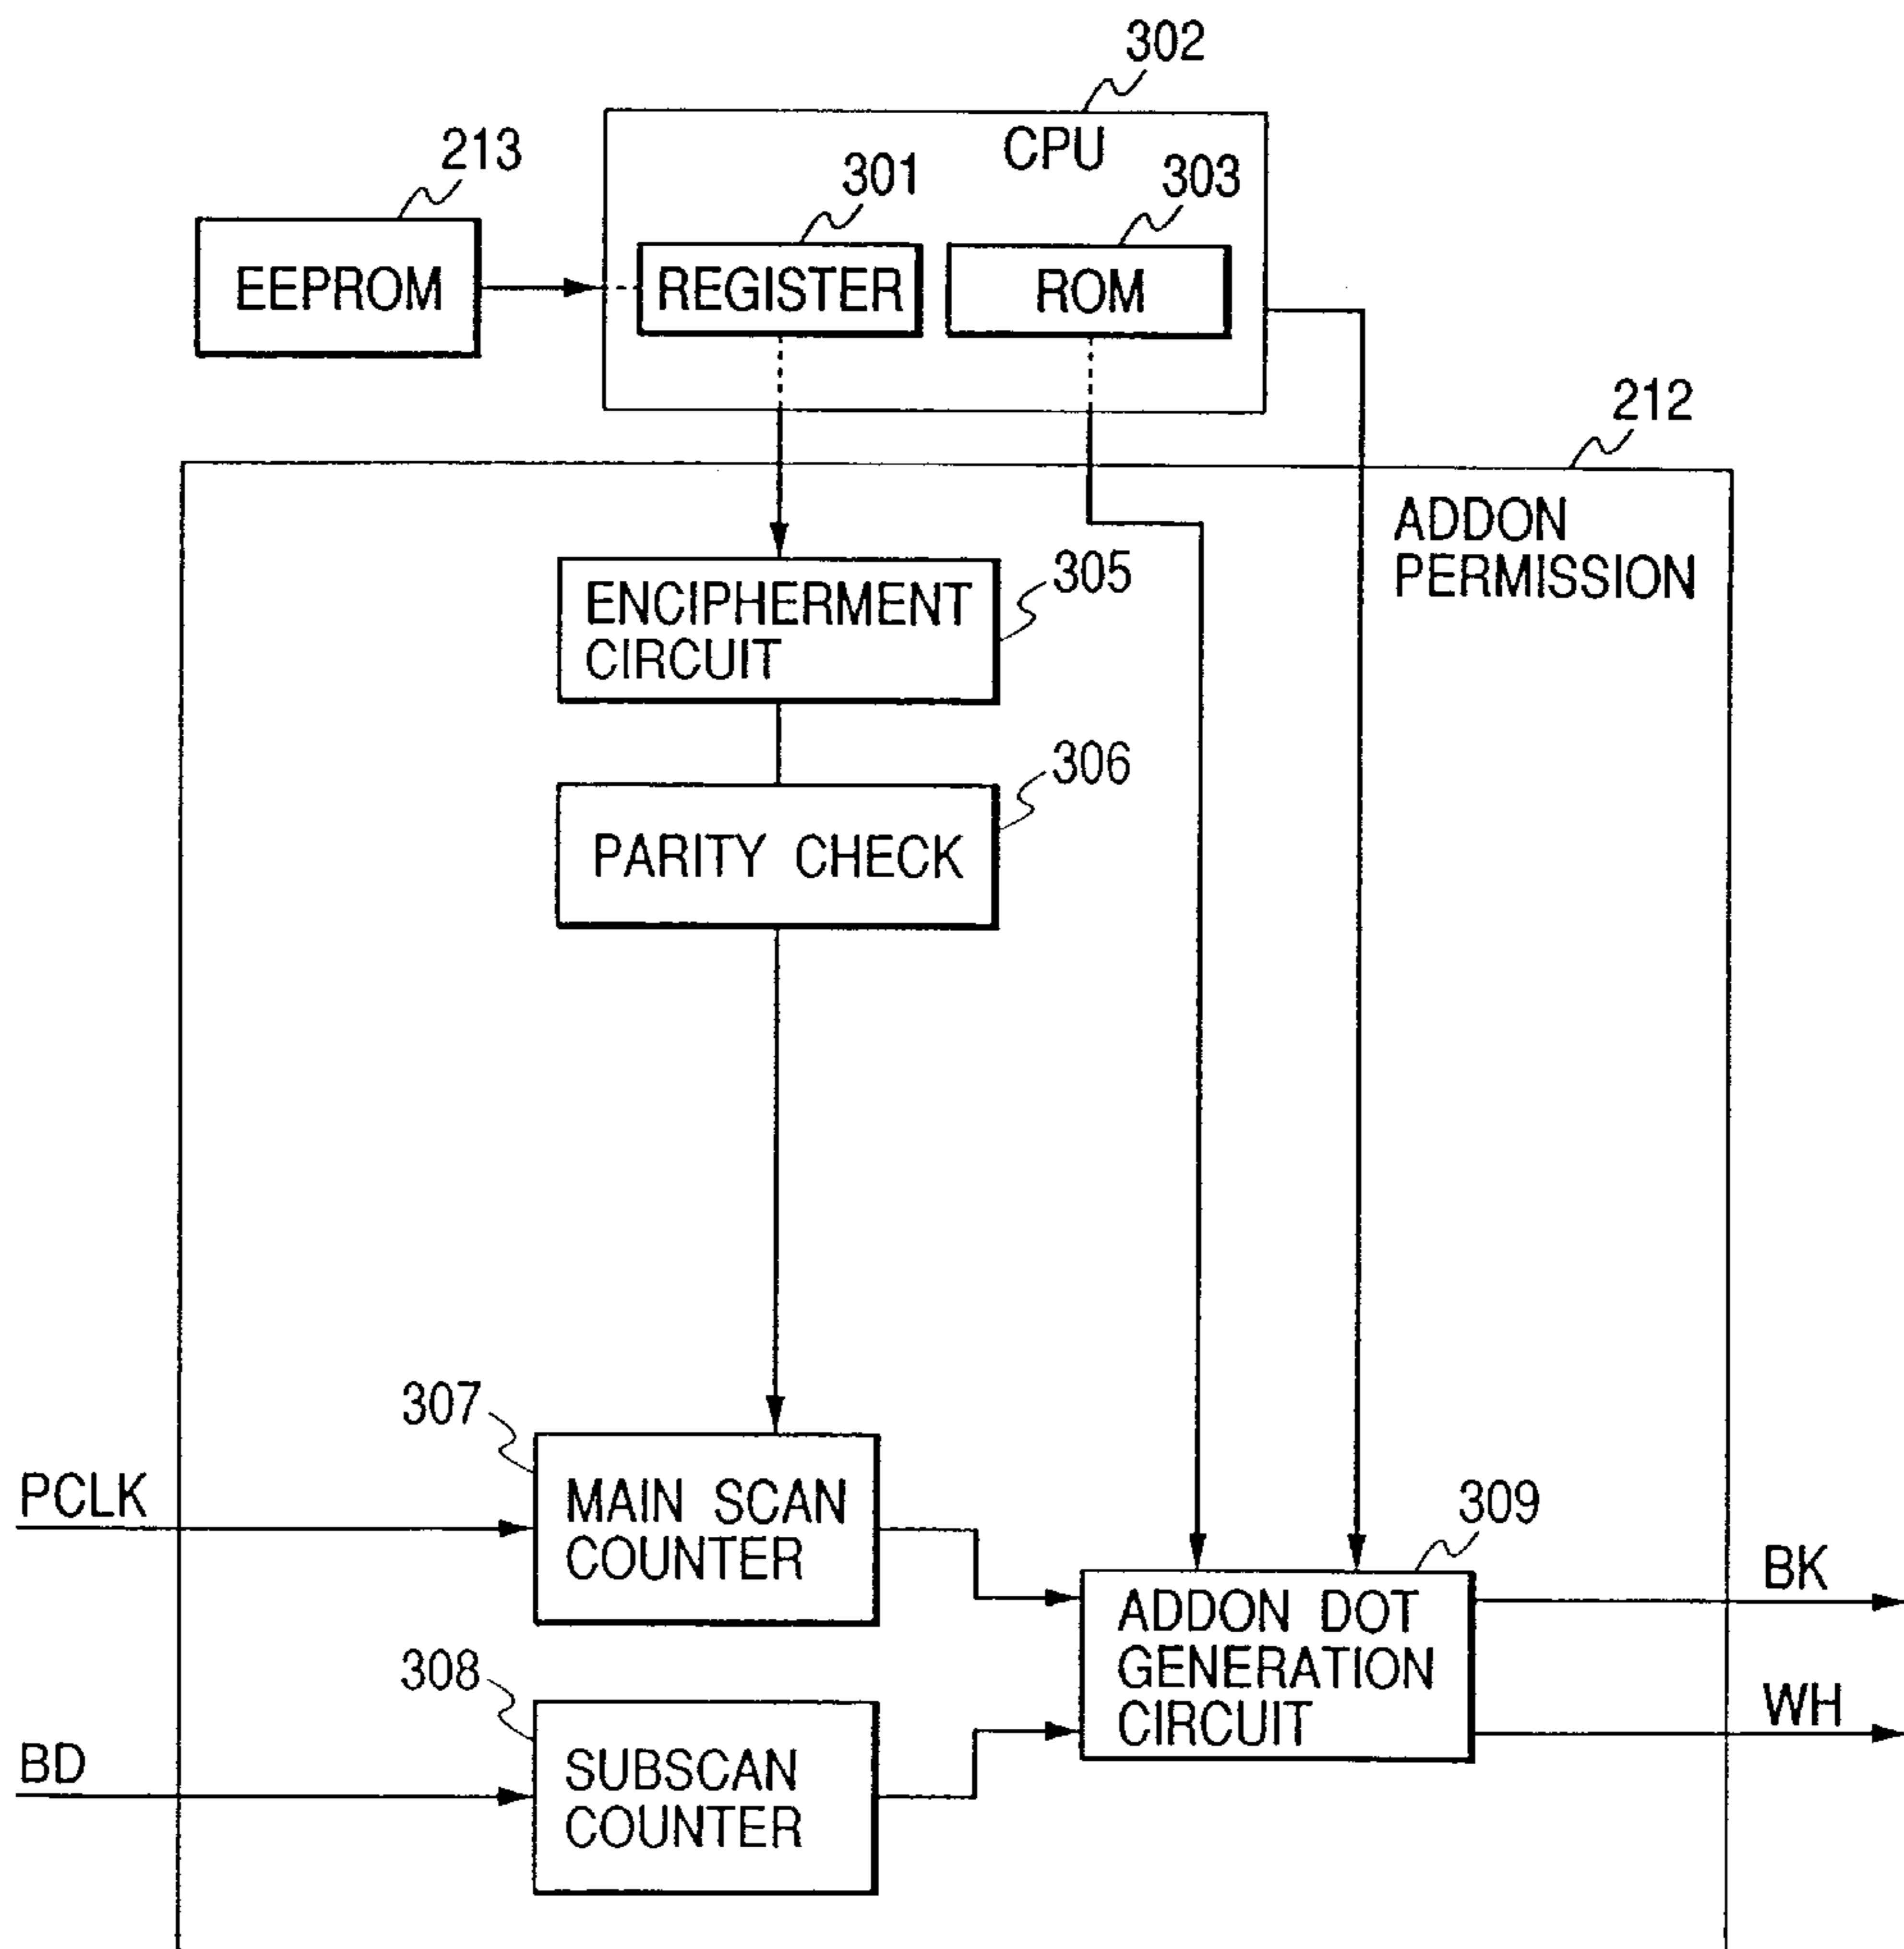 302
CPU
213
301
303
EEPROM
REGISTER
ROM
212
ADDON
PERMISSION
305
ENCIPHERMENT
CIRCUIT
306
PARITY CHECK
307
PCLK
MAIN SCAN
COUNTER
309
BK
ADDON DOT
GENERATION
CIRCUIT
308
WH
BD
SUBSCAN
COUNTER